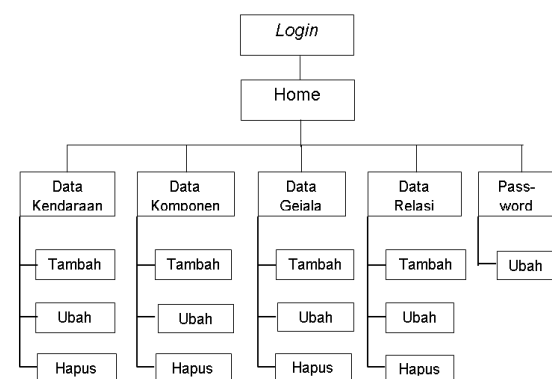 Login
Home
Data
Kendaraan
Data
Komponen
Data
Gejala
Data
Relasi
Pass-
word
Tambah
Tambah
Tambah
Tambah
Ubah
Ubah
Ubah
Ubah
Ubah
Hapus
Hapus
Hapus
Hapus